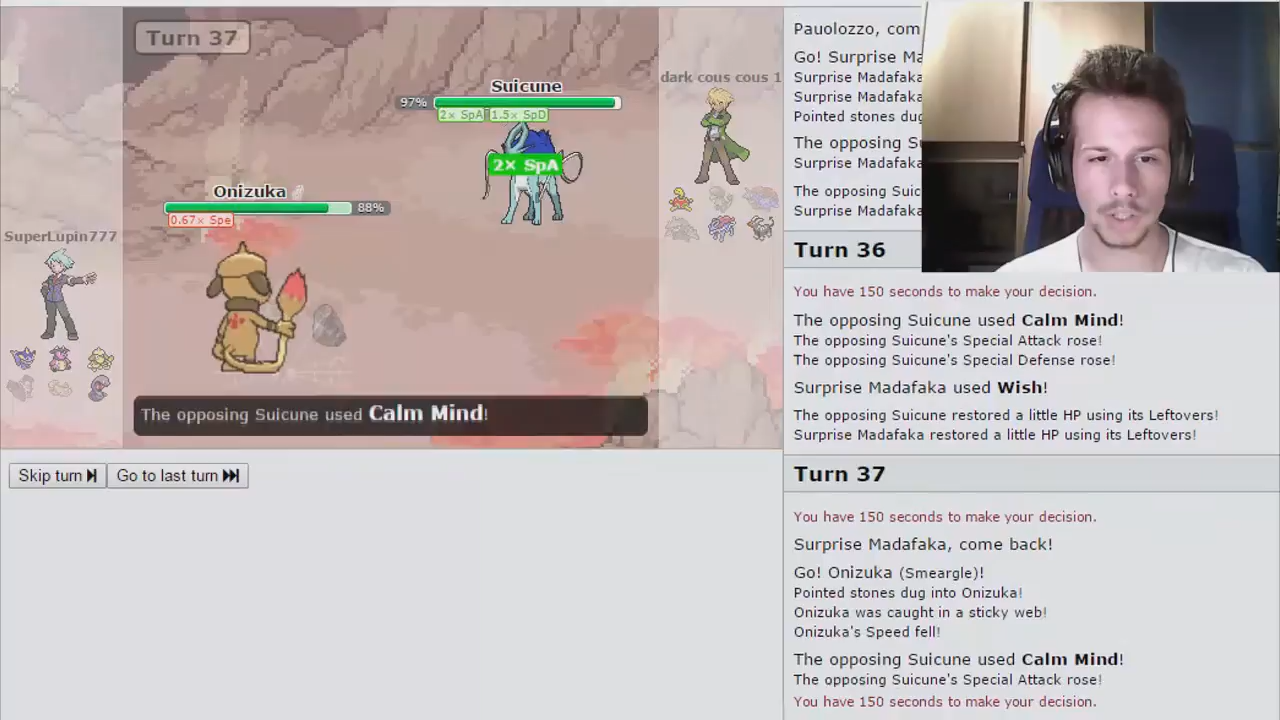 Turn 37
Suicune
97%
2× SpA 1.5× SpD
2× SpA
Onizuka
88%
0.67× Spe
SuperLupin777
dark cous cous 1
The opposing Suicune used Calm Mind!
Skip turn
Go to last turn
Pauolozzo, com
Go! Surprise Ma
Surprise Madafaka
Surprise Madafaka
Pointed stones dug
The opposing Su
Surprise Madafaka
The opposing Suic
Surprise Madafaka
Turn 36
You have 150 seconds to make your decision.
The opposing Suicune used Calm Mind!
The opposing Suicune's Special Attack rose!
The opposing Suicune's Special Defense rose!
Surprise Madafaka used Wish!
The opposing Suicune restored a little HP using its Leftovers!
Surprise Madafaka restored a little HP using its Leftovers!
Turn 37
You have 150 seconds to make your decision.
Surprise Madafaka, come back!
Go! Onizuka (Smeargle)!
Pointed stones dug into Onizuka!
Onizuka was caught in a sticky web!
Onizuka's Speed fell!
The opposing Suicune used Calm Mind!
The opposing Suicune's Special Attack rose!
You have 150 seconds to make your decision.